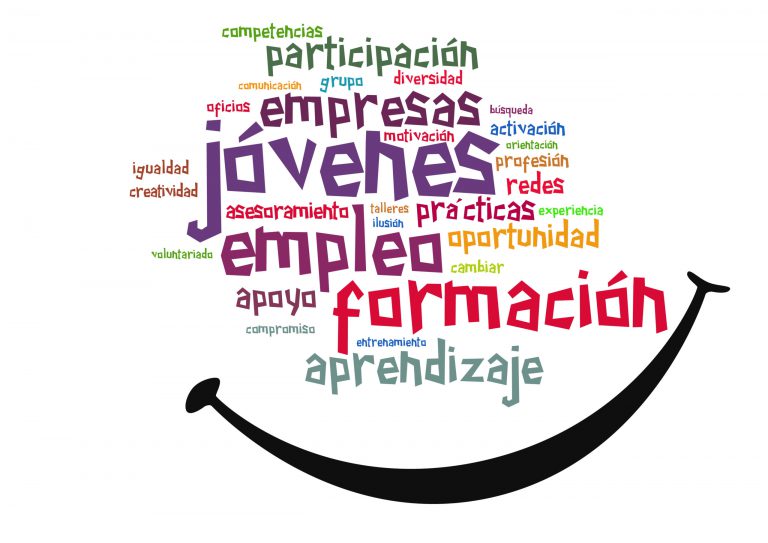 competencias
participación
comunicación grupo diversidad
oficios empresas búsqueda
motivación activación
jóvenes orientación
igualdad profesión
creatividad redes
asesoramiento talleres prácticas experiencia
ilusión
voluntariado empleo oportunidad
cambiar
apoyo formación
compromiso
entrenamiento
aprendizaje